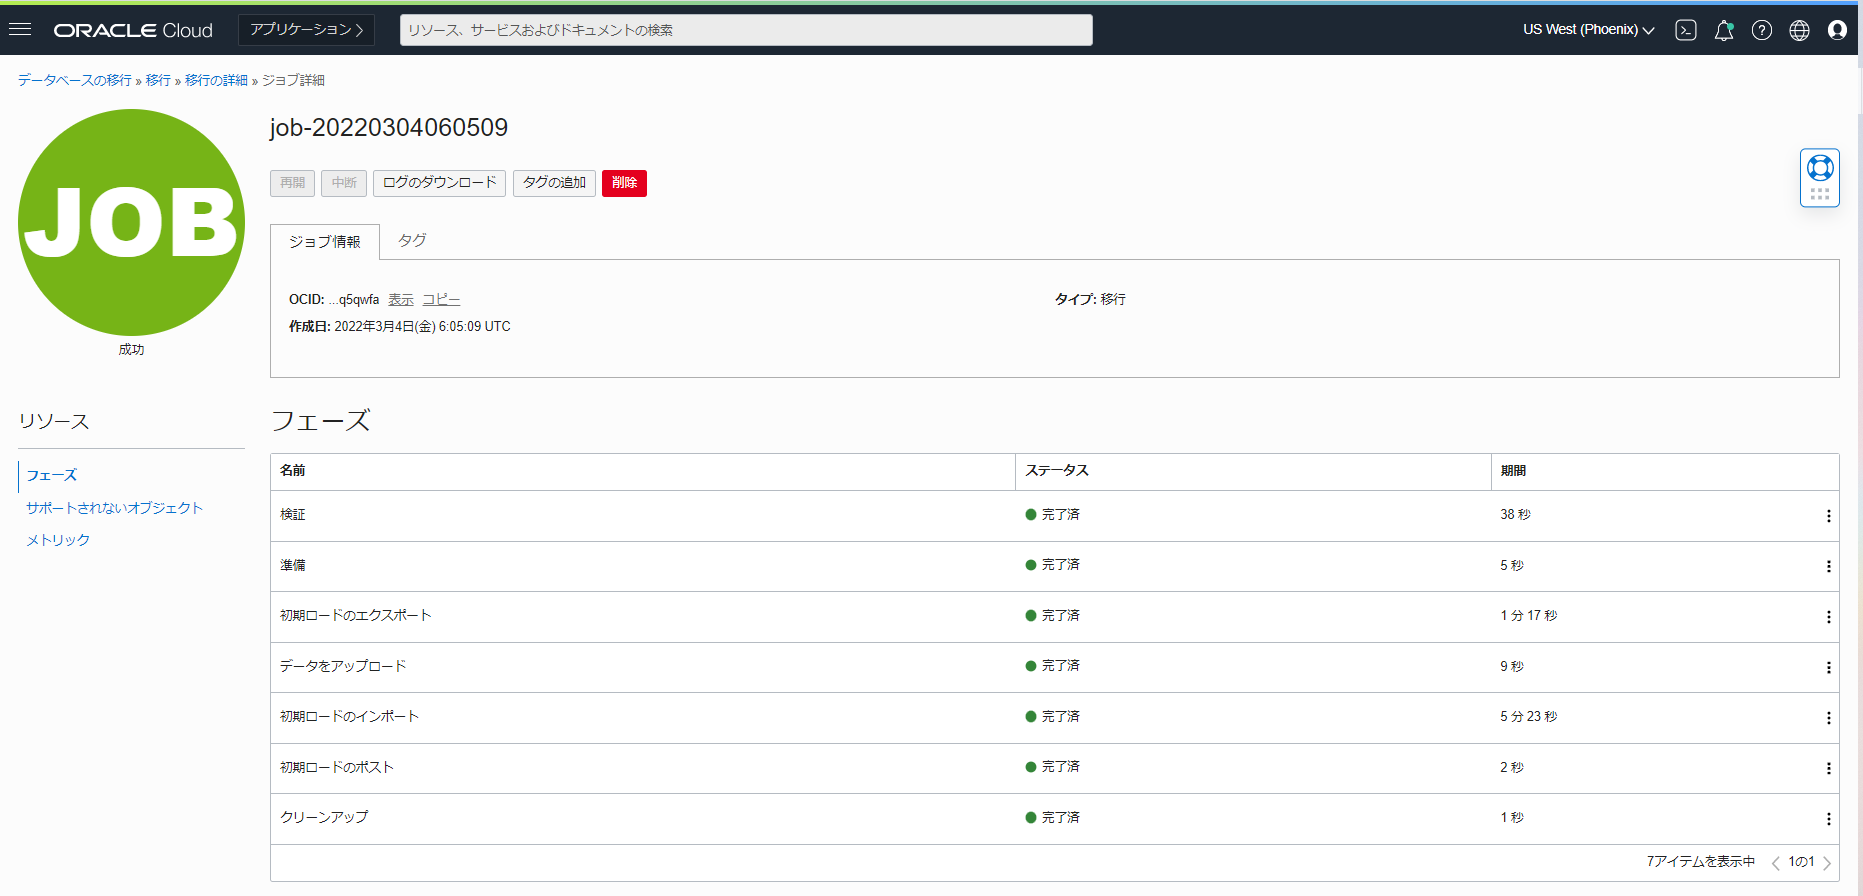 ORACLE Cloud アプリケーション リソース、サービスおよびドキュメントの検索 US West (Phoenix)
データベースの移行 » 移行 » 移行の詳細 » ジョブ詳細
JOB
成功
job-20220304060509
再開 中断 ログのダウンロード タグの追加 削除
ジョブ情報 タグ
OCID: ...q5qwfa 表示 コピー タイプ: 移行
作成日: 2022年3月4日(金) 6:05:09 UTC
リソース
フェーズ
サポートされないオブジェクト
メトリック
フェーズ
名前 ステータス 期間
検証 完了済 38 秒
準備 完了済 5 秒
初期ロードのエクスポート 完了済 1 分 17 秒
データをアップロード 完了済 9 秒
初期ロードのインポート 完了済 5 分 23 秒
初期ロードのポスト 完了済 2 秒
クリーンアップ 完了済 1 秒
7アイテムを表示中 1の1